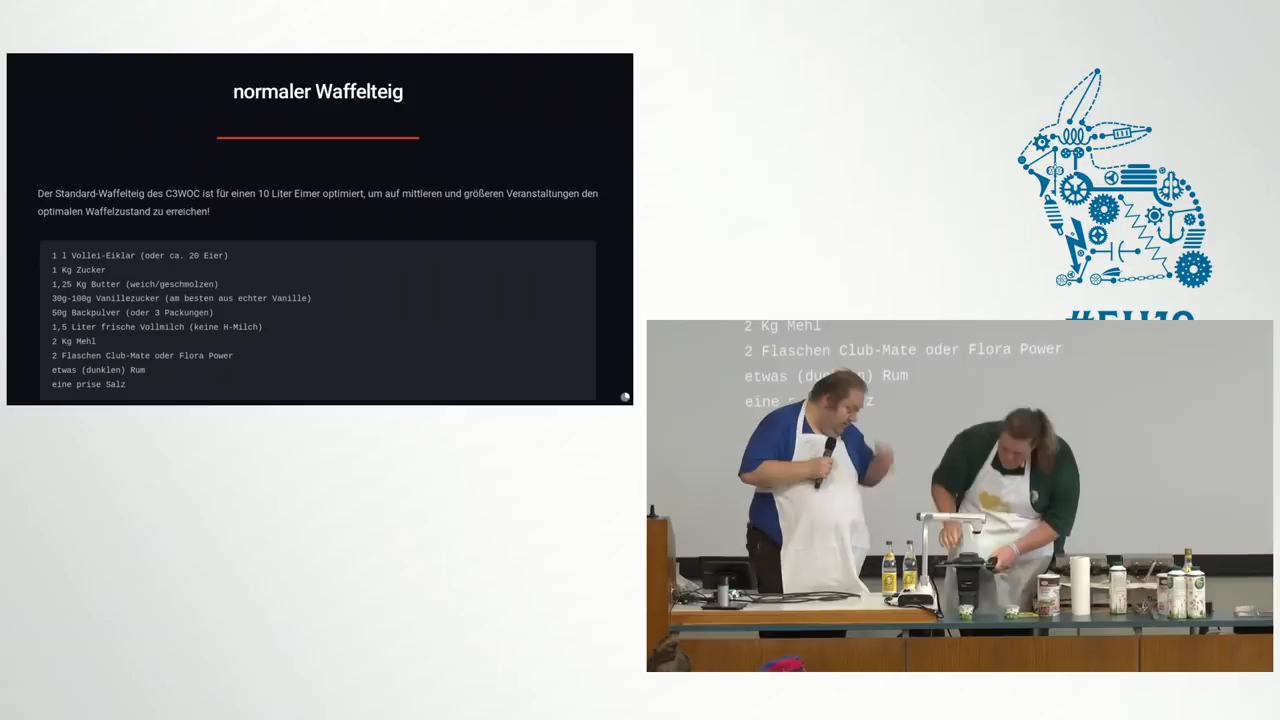 normaler Waffelteig
Der Standard-Waffelteig des C3WOC ist für einen 10 Liter Eimer optimiert, um auf mittleren und größeren Veranstaltungen den
optimalen Waffelzustand zu erreichen!
1 l Vollei-Eiklar (oder ca. 20 Eier)
1 Kg Zucker
1,25 Kg Butter (weich/geschmolzen)
30g-100g Vanillezucker (am besten aus echter Vanille)
50g Backpulver (oder 3 Packungen)
1,5 Liter frische Vollmilch (keine H-Milch)
2 Kg Mehl
2 Flaschen Club-Mate oder Flora Power
etwas (dunklen) Rum
eine prise Salz
2 Kg Mehl
2 Flaschen Club-Mate oder Flora Power
etwas (dunklen) Rum
eine